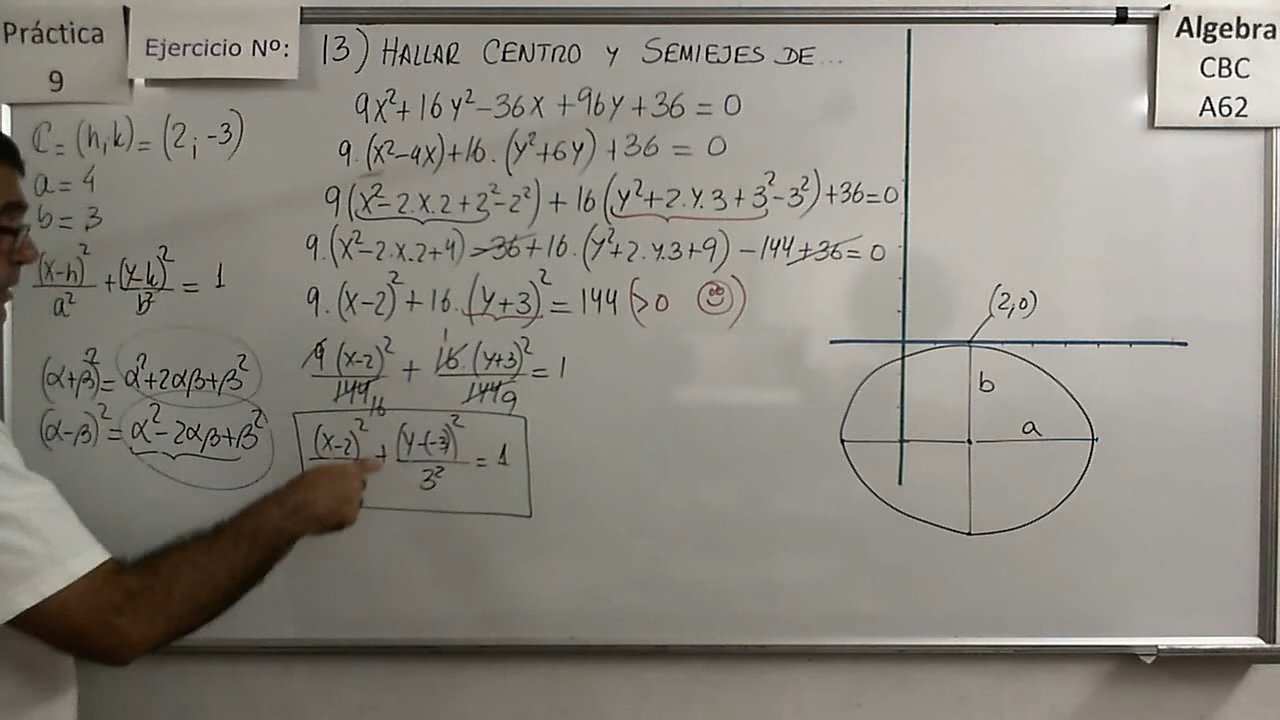 Práctica
9
Ejercicio Nº:
13) HALLAR CENTRO Y SEMIEJES DE...
Algebra
CBC
A62
9x²+16y²-36x+96y+36=0
9.(x²-4x)+16.(y²+6y)+36=0
9(x²-2.x.2+2²-2²)+16(y²+2.y.3+3²-3²)+36=0
9.(x²-2.x.2+4)-36+16.(y²+2.y.3+9)-144+36=0
9.(x-2)²+16.(y+3)²=144(>0 ☺)
9(x-2)²/144 16 + 1 16.(y+3)²/144 9 = 1
(x-2)² + (y-(-3))²/3² = 1
C=(h,k)=(2;-3)
a=4
b=3
(x-h)²/a² + (y-k)²/b² = 1
(α+β)²=α²+2αβ+β²
(α-β)²=α²-2αβ+β²
(2,0)
b
a